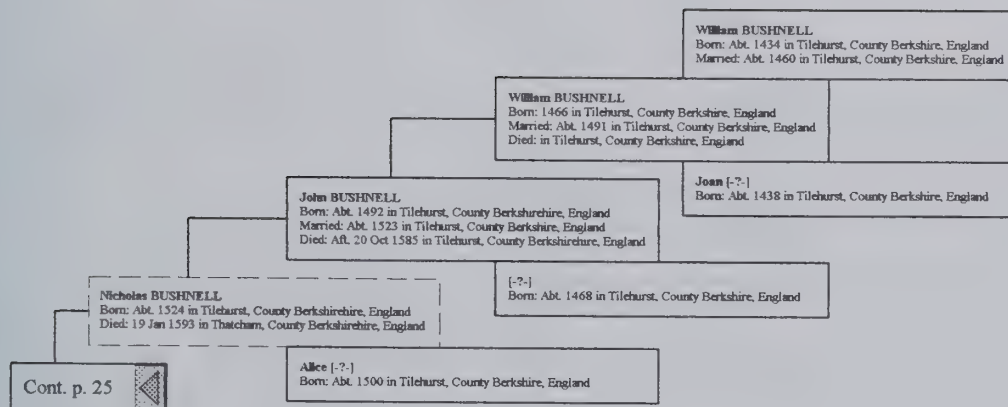 William BUSHNELL
Born: Abt. 1434 in Tilehurst, County Berkshire, England
Married: Abt. 1460 in Tilehurst, County Berkshire, England
William BUSHNELL
Born: 1466 in Tilehurst, County Berkshire, England
Married: Abt. 1491 in Tilehurst, County Berkshire, England
Died: in Tilehurst, County Berkshire, England
Joan [-?-]
Born: Abt. 1438 in Tilehurst, County Berkshire, England
John BUSHNELL
Born: Abt. 1492 in Tilehurst, County Berkshirehire, England
Married: Abt. 1523 in Tilehurst, County Berkshire, England
Died: Aft. 20 Oct 1585 in Tilehurst, County Berkshirehire, England
[-?-]
Born: Abt. 1468 in Tilehurst, County Berkshire, England
Nicholas BUSHNELL
Born: Abt. 1524 in Tilehurst, County Berkshirehire, England
Died: 19 Jan 1593 in Thatcham, County Berkshirehire, England
Alice [-?-]
Born: Abt. 1500 in Tilehurst, County Berkshire, England
Cont. p. 25